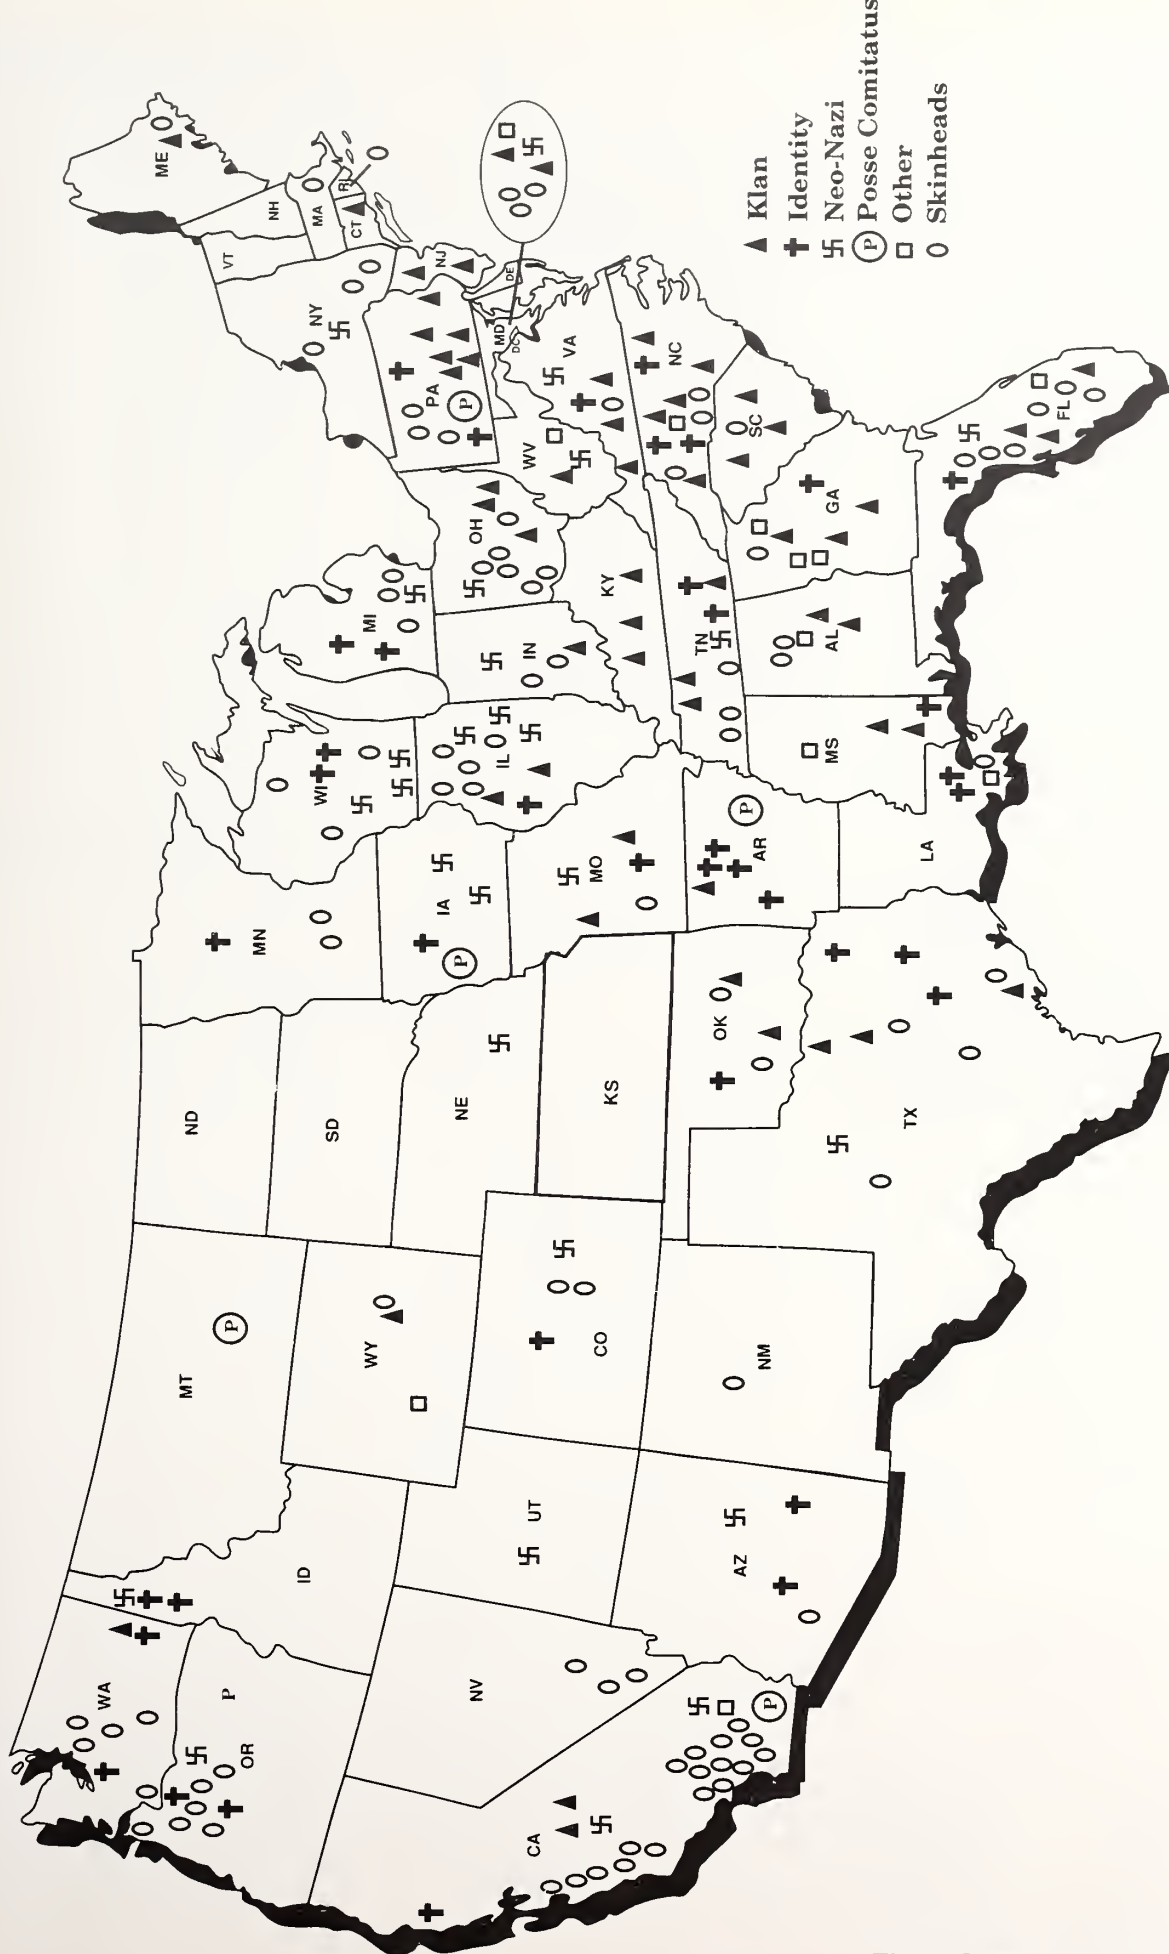 WA
P
OR
ID
MT
P
ND
SD
MN
WI
MI
WY
NE
IA
P
IL
IN
OH
PA
P
NY
VT
NH
ME
MA
CT
RI
NJ
DE
MD
DC
CA
P
NV
UT
CO
KS
MO
KY
WV
VA
AZ
NM
OK
AR
P
TN
NC
SC
TX
LA
MS
AL
GA
FL
Klan
Identity
Neo-Nazi
P Posse Comitatus
Other
Skinheads